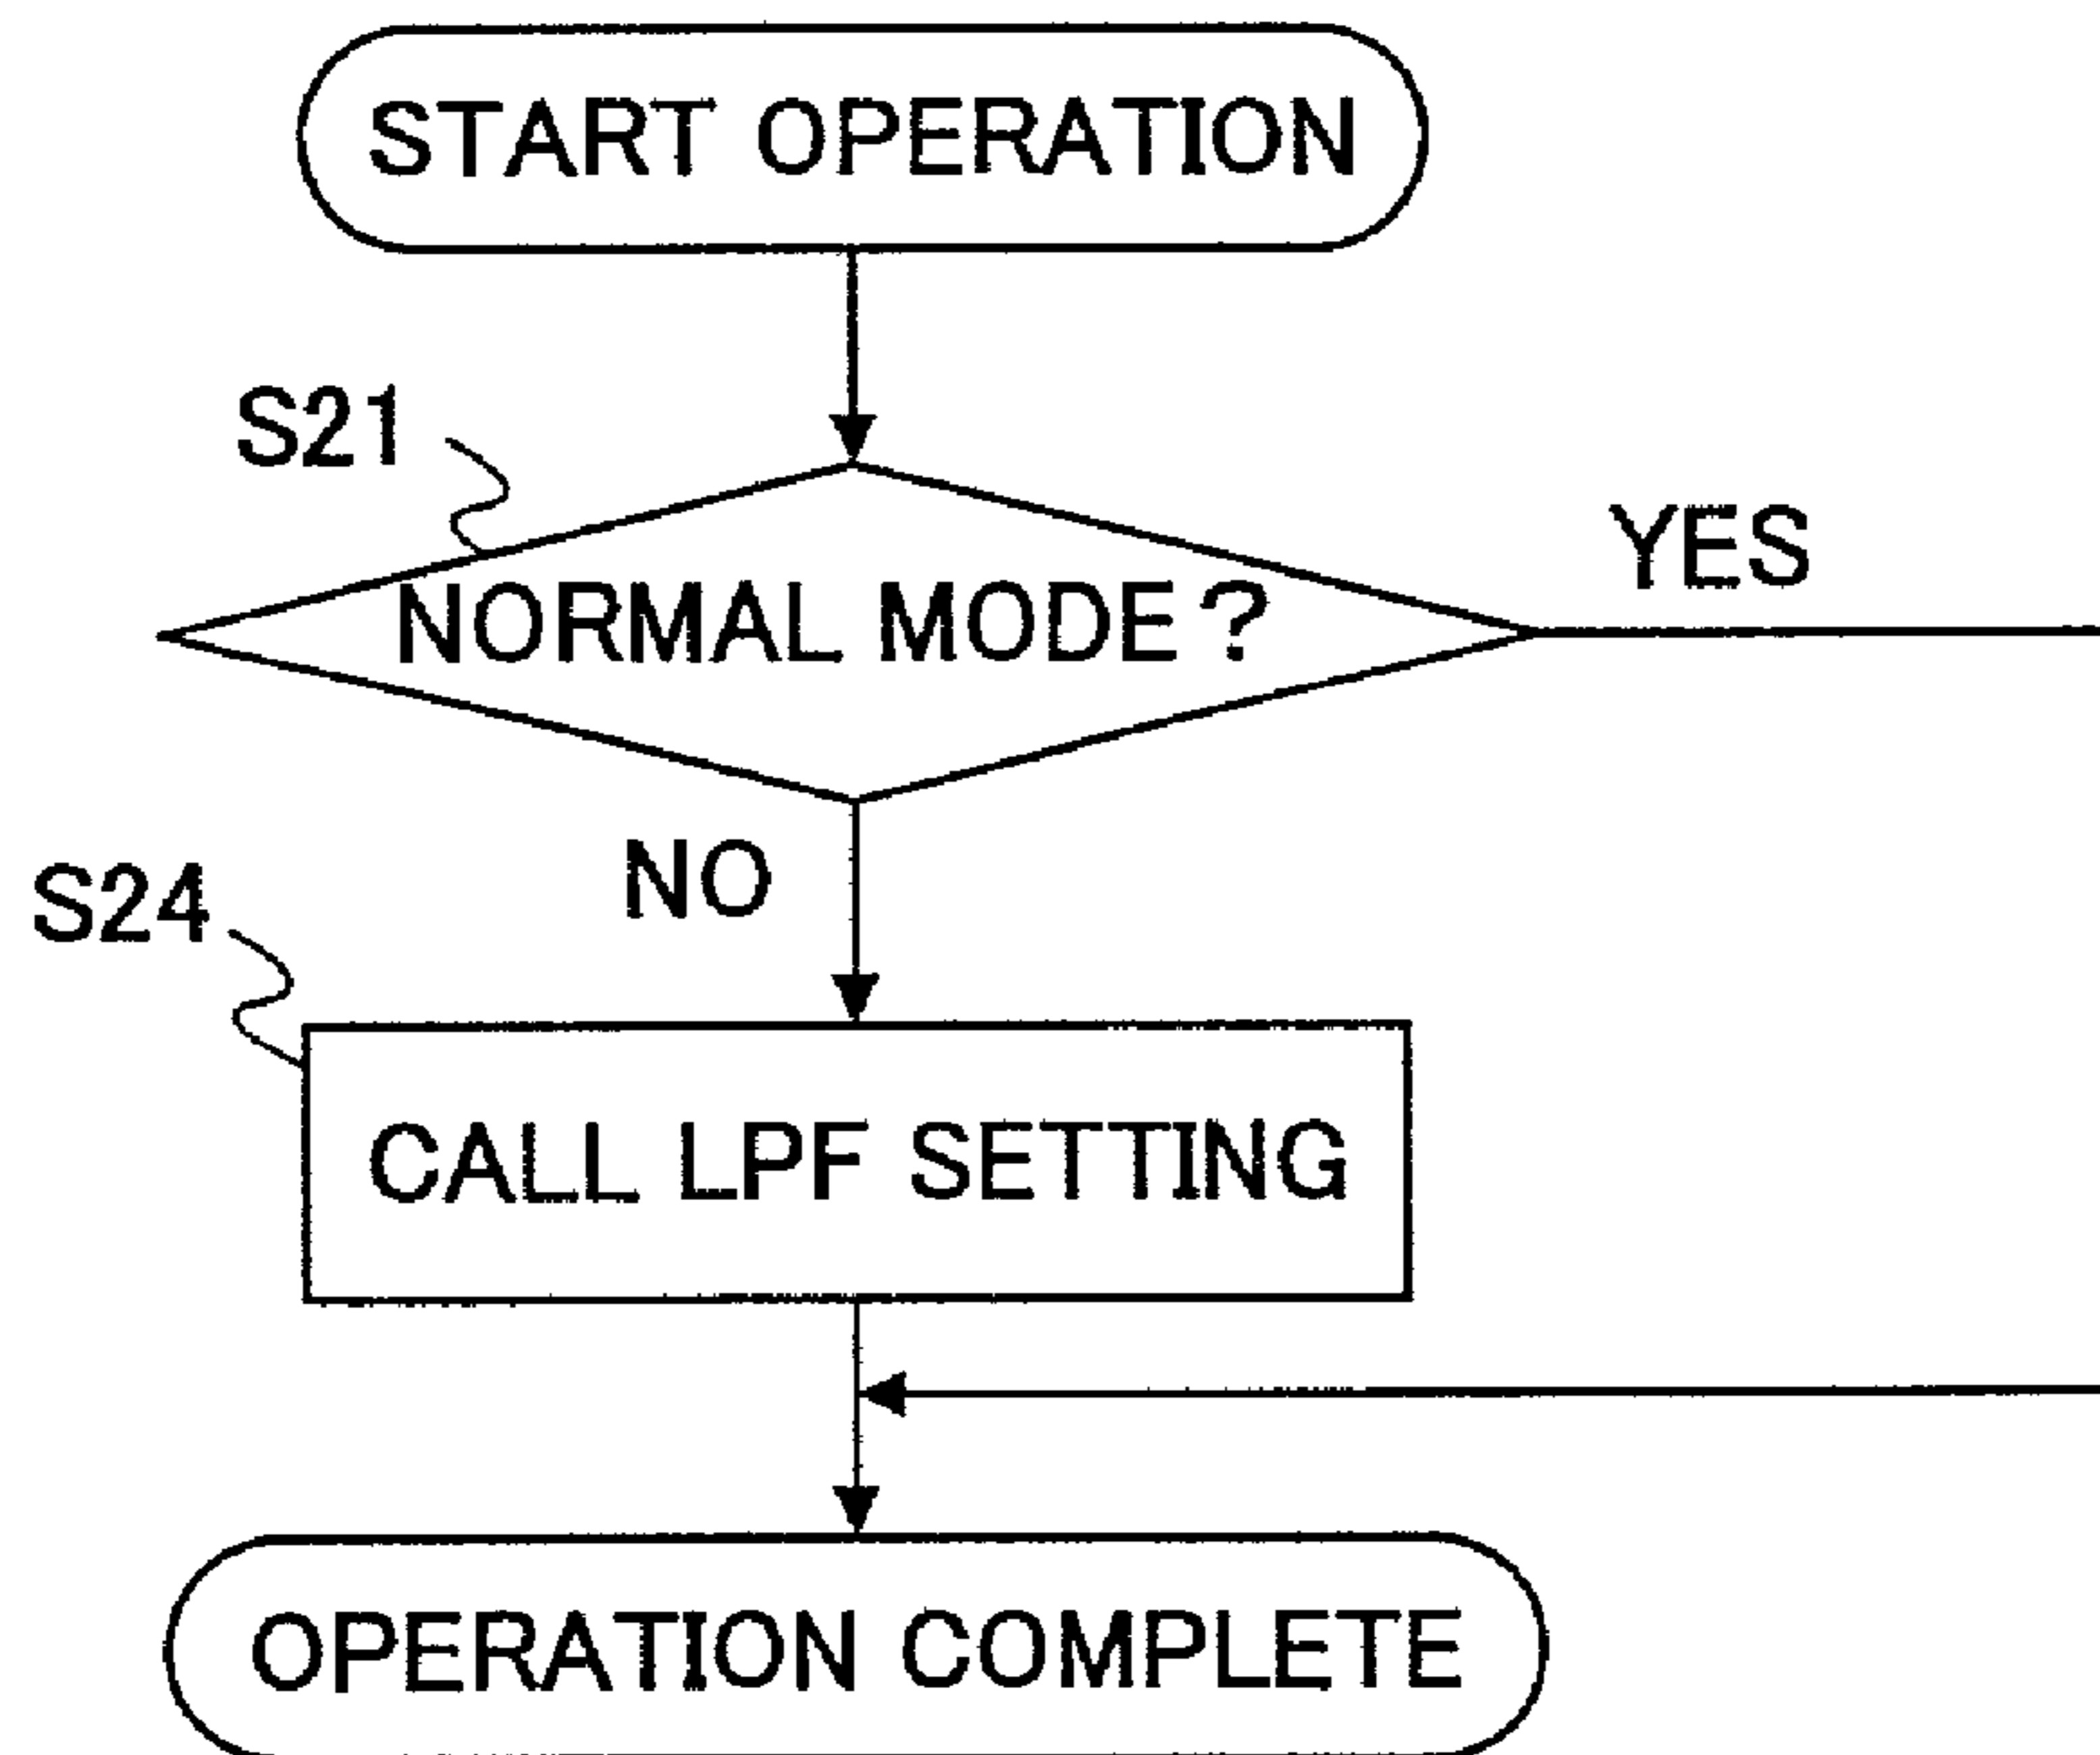 START OPERATION
S21
NORMAL MODE?
YES
NO
S24
CALL LPF SETTING
OPERATION COMPLETE